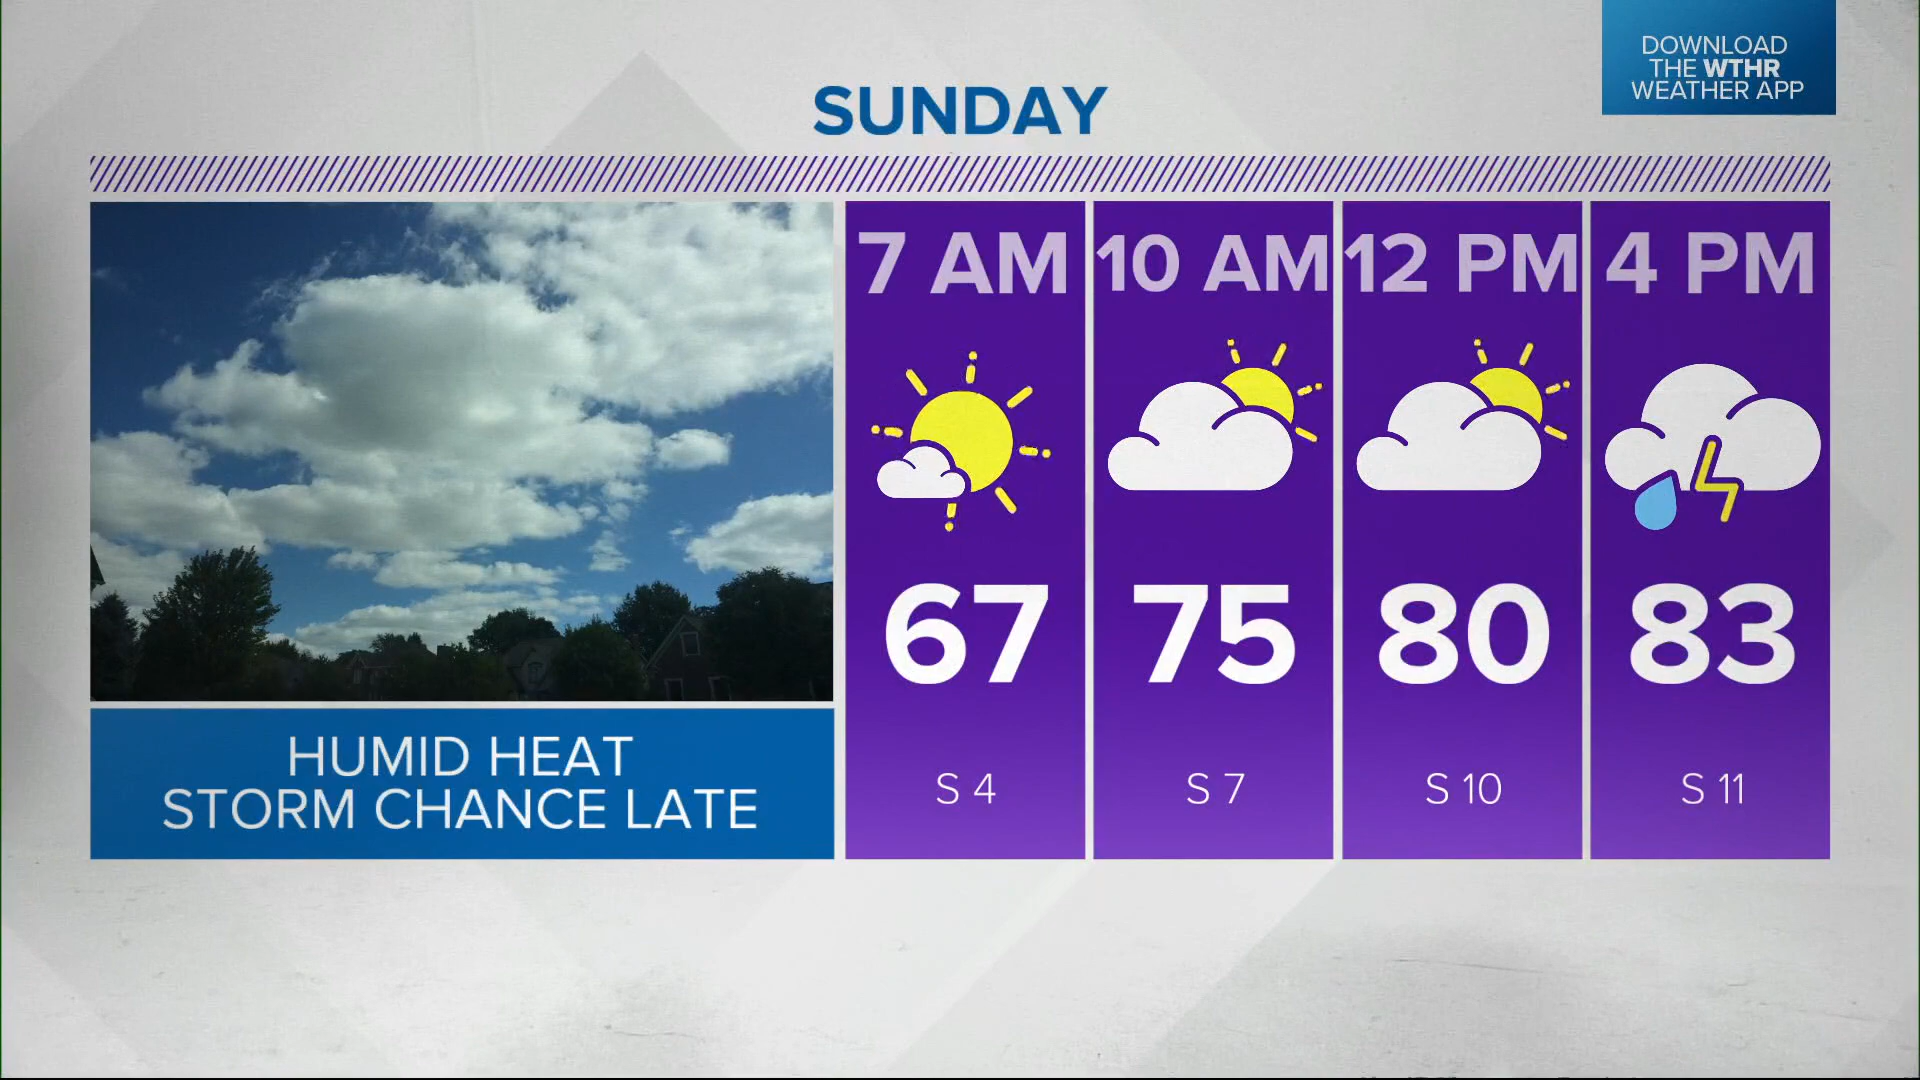 DOWNLOAD
THE WTHR
WEATHER APP
SUNDAY
7 AM
10 AM
12 PM
4 PM
67
75
80
83
S 4
S 7
S 10
S 11
HUMID HEAT
STORM CHANCE LATE